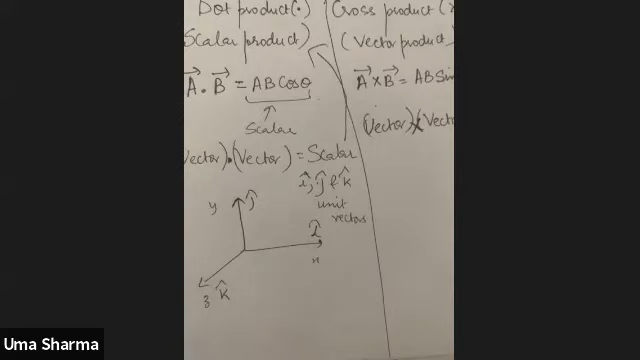 Dot product(•)
Scalar product)
A⃗ . B⃗ = AB Cosθ
Scalar
Vector).(Vector) = Scalar
î, ĵ & k̂
unit
vectors
y ĵ
î
x
z k̂
Cross product (
(Vector product
A⃗ × B⃗ = AB Sin
(Vector) × (Vect
Uma Sharma